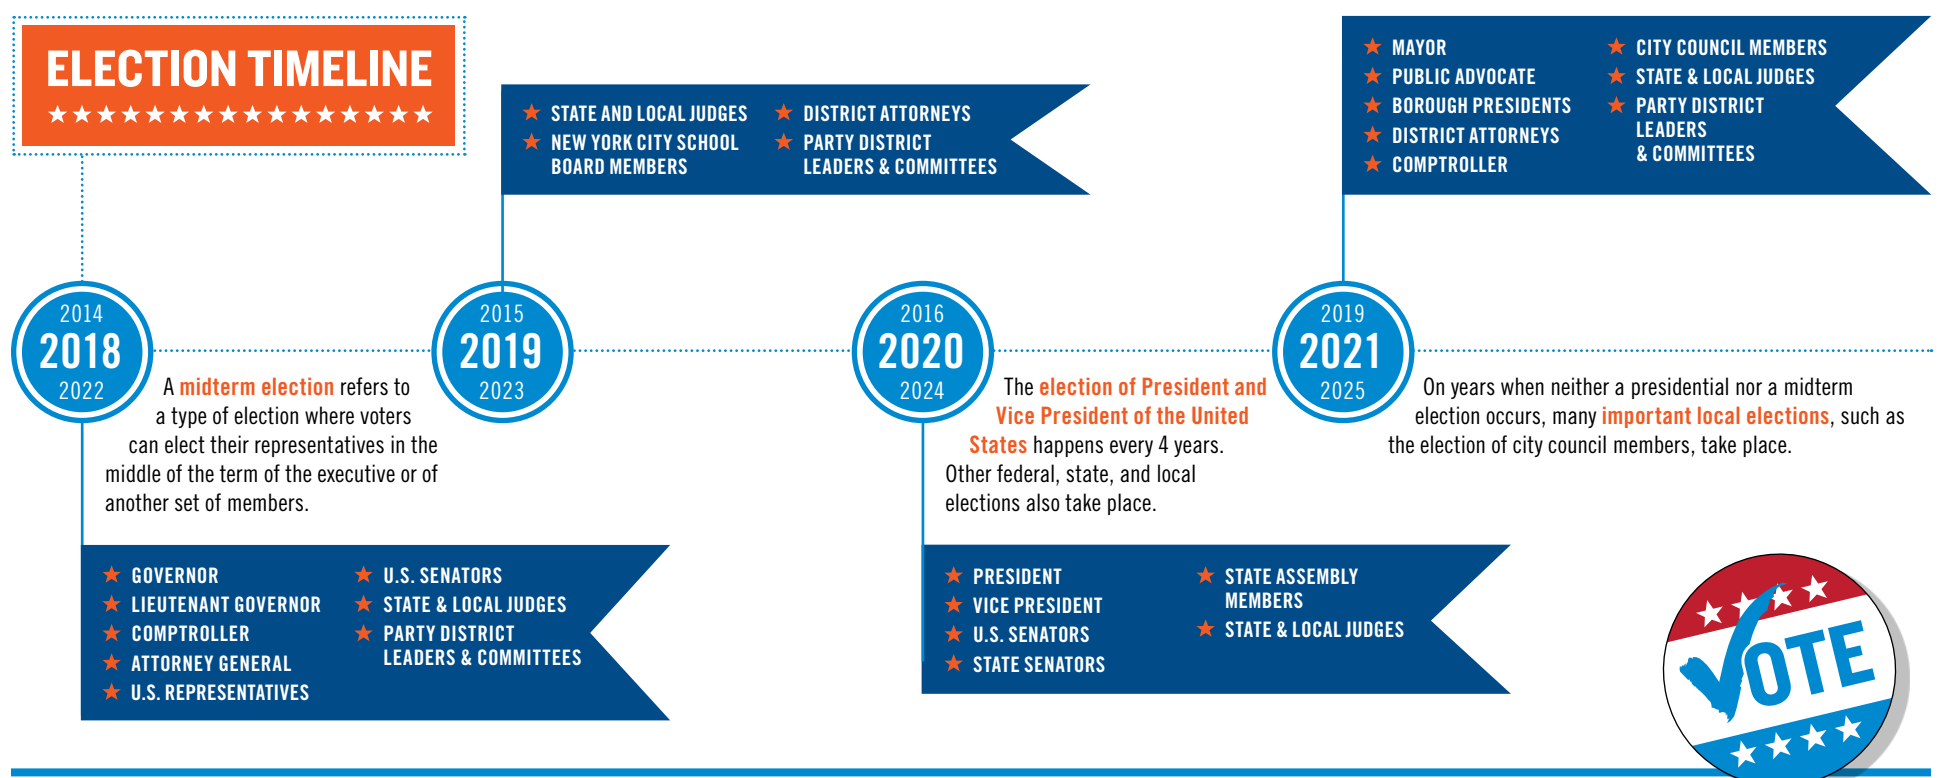 ELECTION TIMELINE
2014
2018
2022
A midterm election refers to
a type of election where voters
can elect their representatives in the
middle of the term of the executive or of
another set of members.
GOVERNOR
LIEUTENANT GOVERNOR
COMPTROLLER
ATTORNEY GENERAL
U.S. REPRESENTATIVES
U.S. SENATORS
STATE & LOCAL JUDGES
PARTY DISTRICT
LEADERS & COMMITTEES
STATE AND LOCAL JUDGES
NEW YORK CITY SCHOOL
BOARD MEMBERS
DISTRICT ATTORNEYS
PARTY DISTRICT
LEADERS & COMMITTEES
2015
2019
2023
2016
2020
2024
The election of President and
Vice President of the United
States happens every 4 years.
Other federal, state, and local
elections also take place.
PRESIDENT
VICE PRESIDENT
U.S. SENATORS
STATE SENATORS
STATE ASSEMBLY
MEMBERS
STATE & LOCAL JUDGES
MAYOR
PUBLIC ADVOCATE
BOROUGH PRESIDENTS
DISTRICT ATTORNEYS
COMPTROLLER
CITY COUNCIL MEMBERS
STATE & LOCAL JUDGES
PARTY DISTRICT
LEADERS
& COMMITTEES
2019
2021
2025
On years when neither a presidential nor a midterm
election occurs, many important local elections, such as
the election of city council members, take place.
VOTE